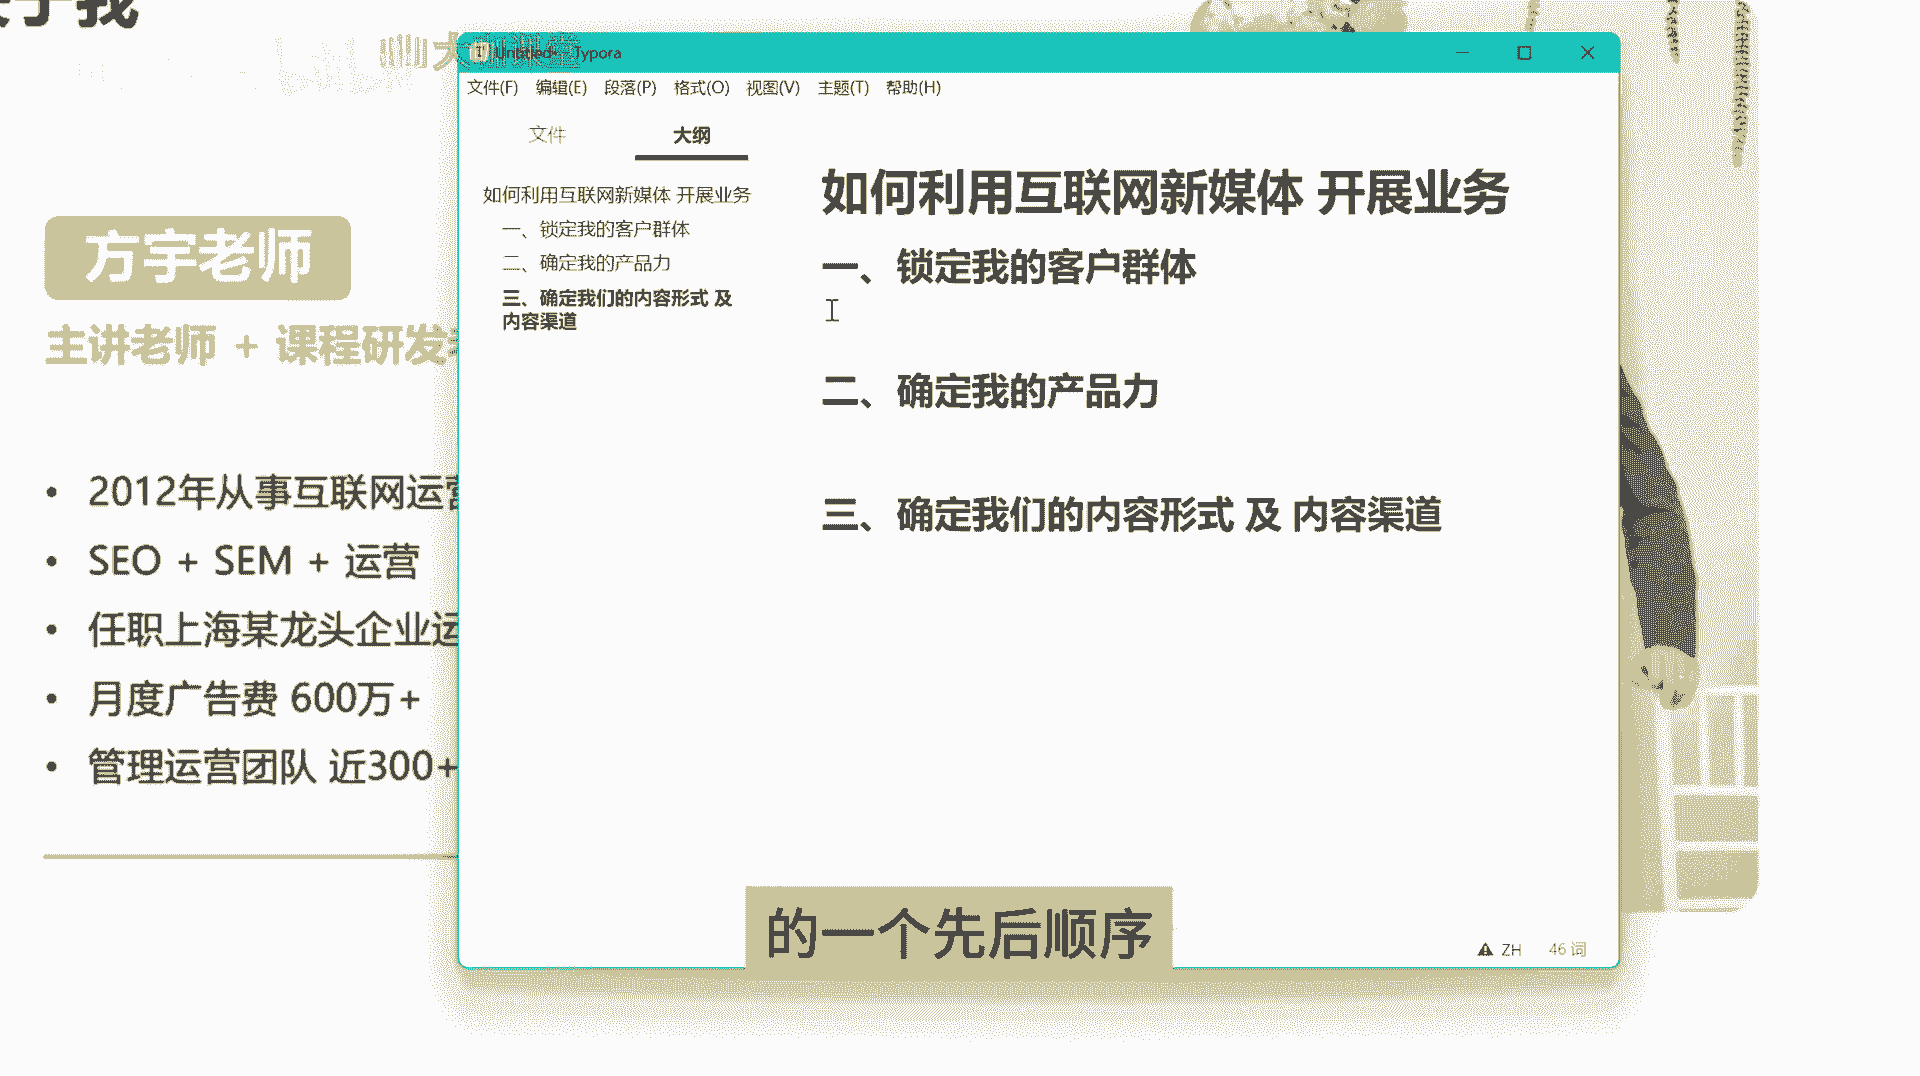 关于我
Untitled - Typora
文件(F) 编辑(E) 段落(P) 格式(O) 视图(V) 主题(T) 帮助(H)
文件 大纲
如何利用互联网新媒体 开展业务
一、锁定我的客户群体
二、确定我的产品力
三、确定我们的内容形式 及
内容渠道
如何利用互联网新媒体 开展业务
一、锁定我的客户群体
二、确定我的产品力
三、确定我们的内容形式 及 内容渠道
方宇老师
主讲老师 + 课程研发
• 2012年从事互联网运营
• SEO + SEM + 运营
• 任职上海某龙头企业运
• 月度广告费 600万+
• 管理运营团队 近300+
的一个先后顺序
ZH 46 词